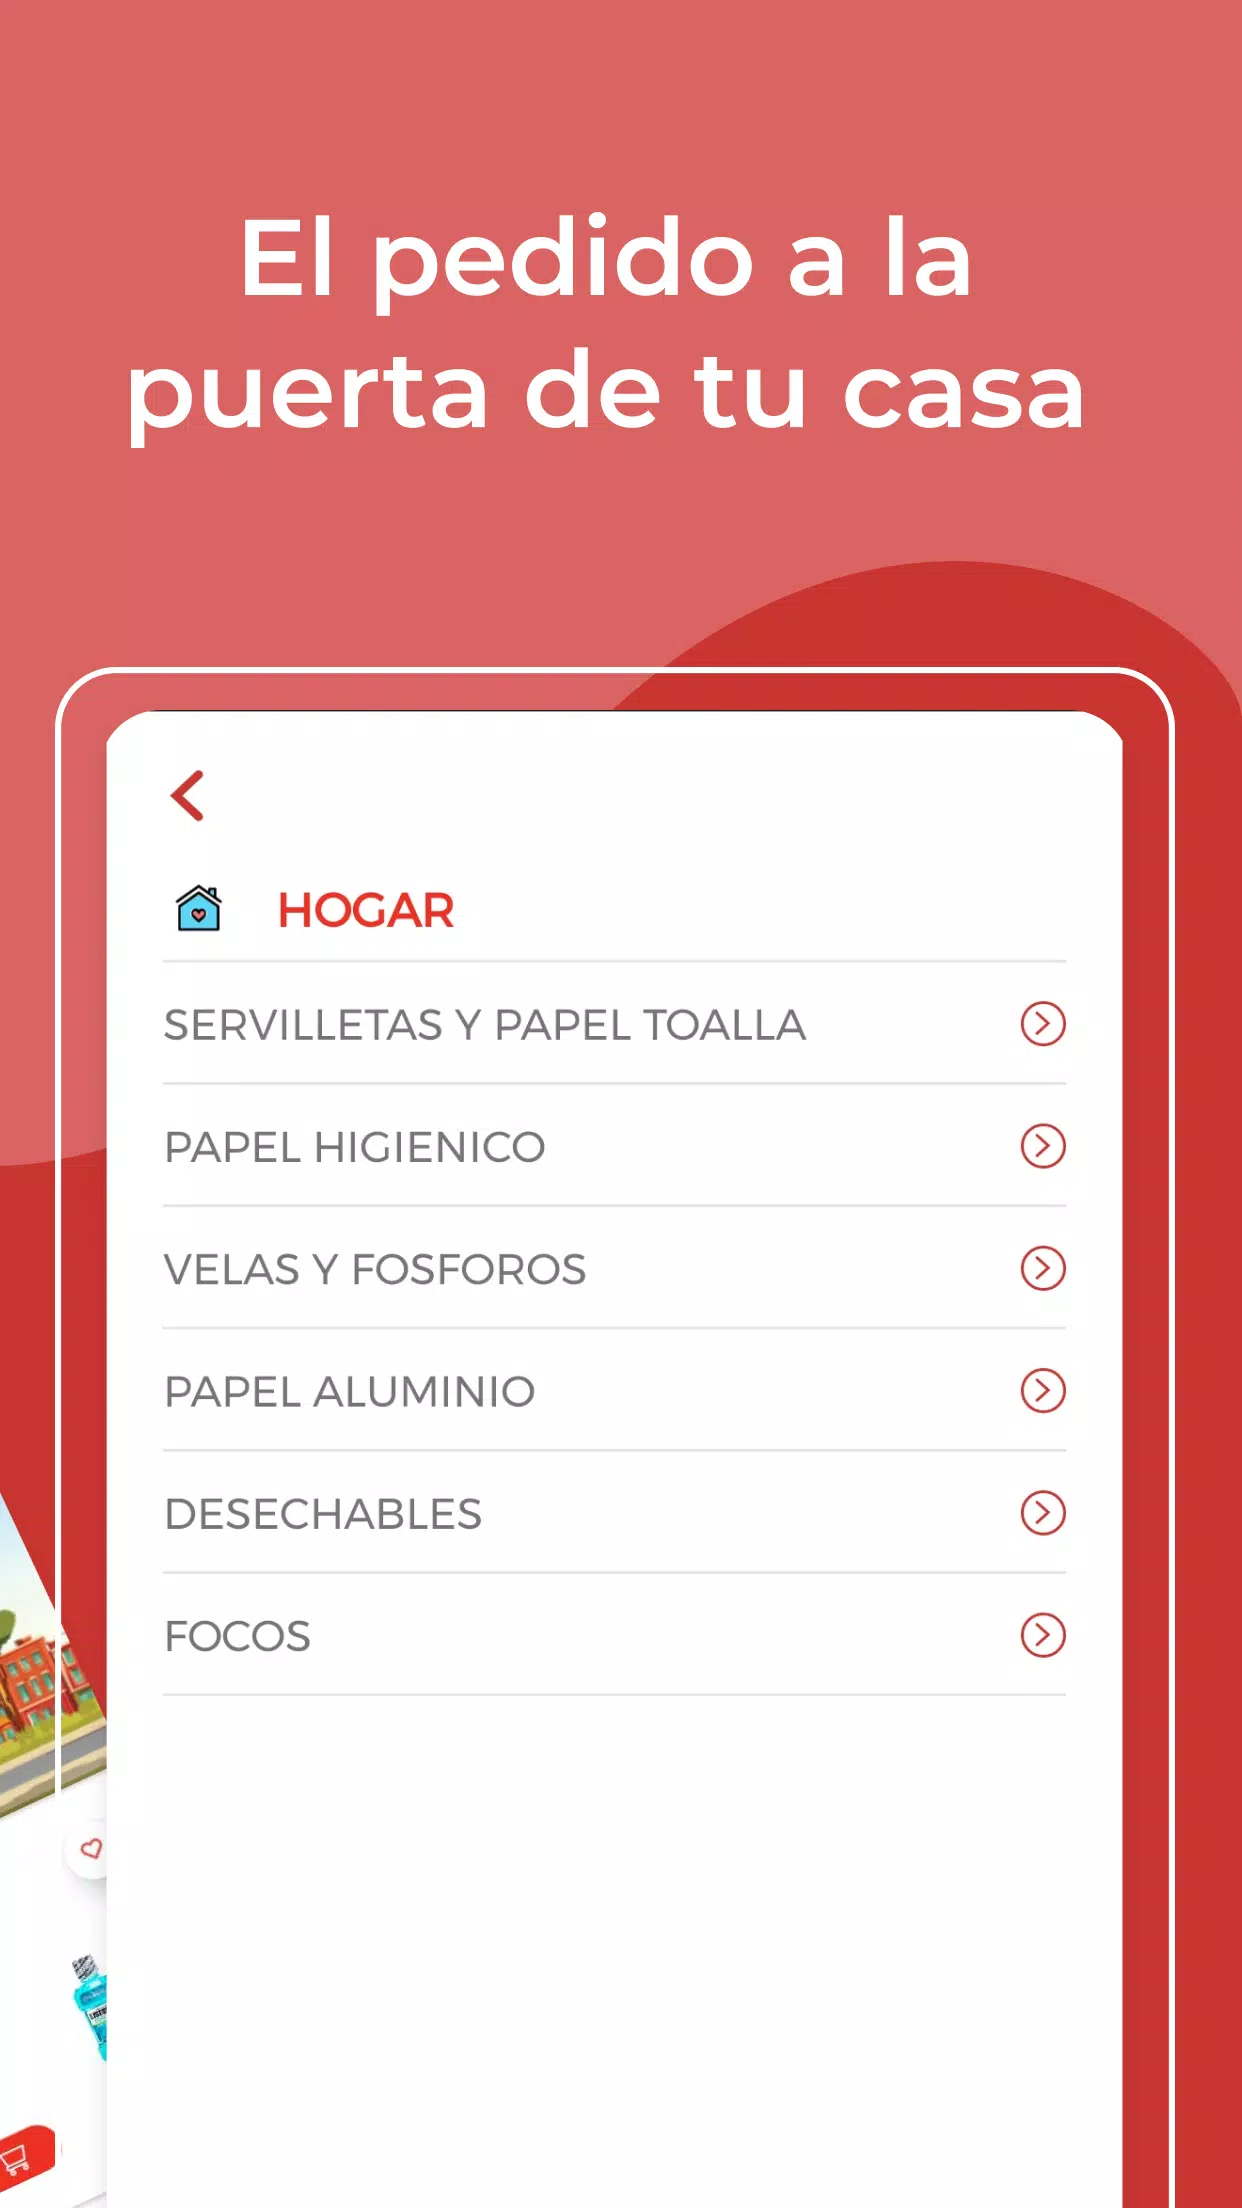 El pedido a la
puerta de tu casa
HOGAR
SERVILLETAS Y PAPEL TOALLA
PAPEL HIGIENICO
VELAS Y FOSFOROS
PAPEL ALUMINIO
DESECHABLES
FOCOS